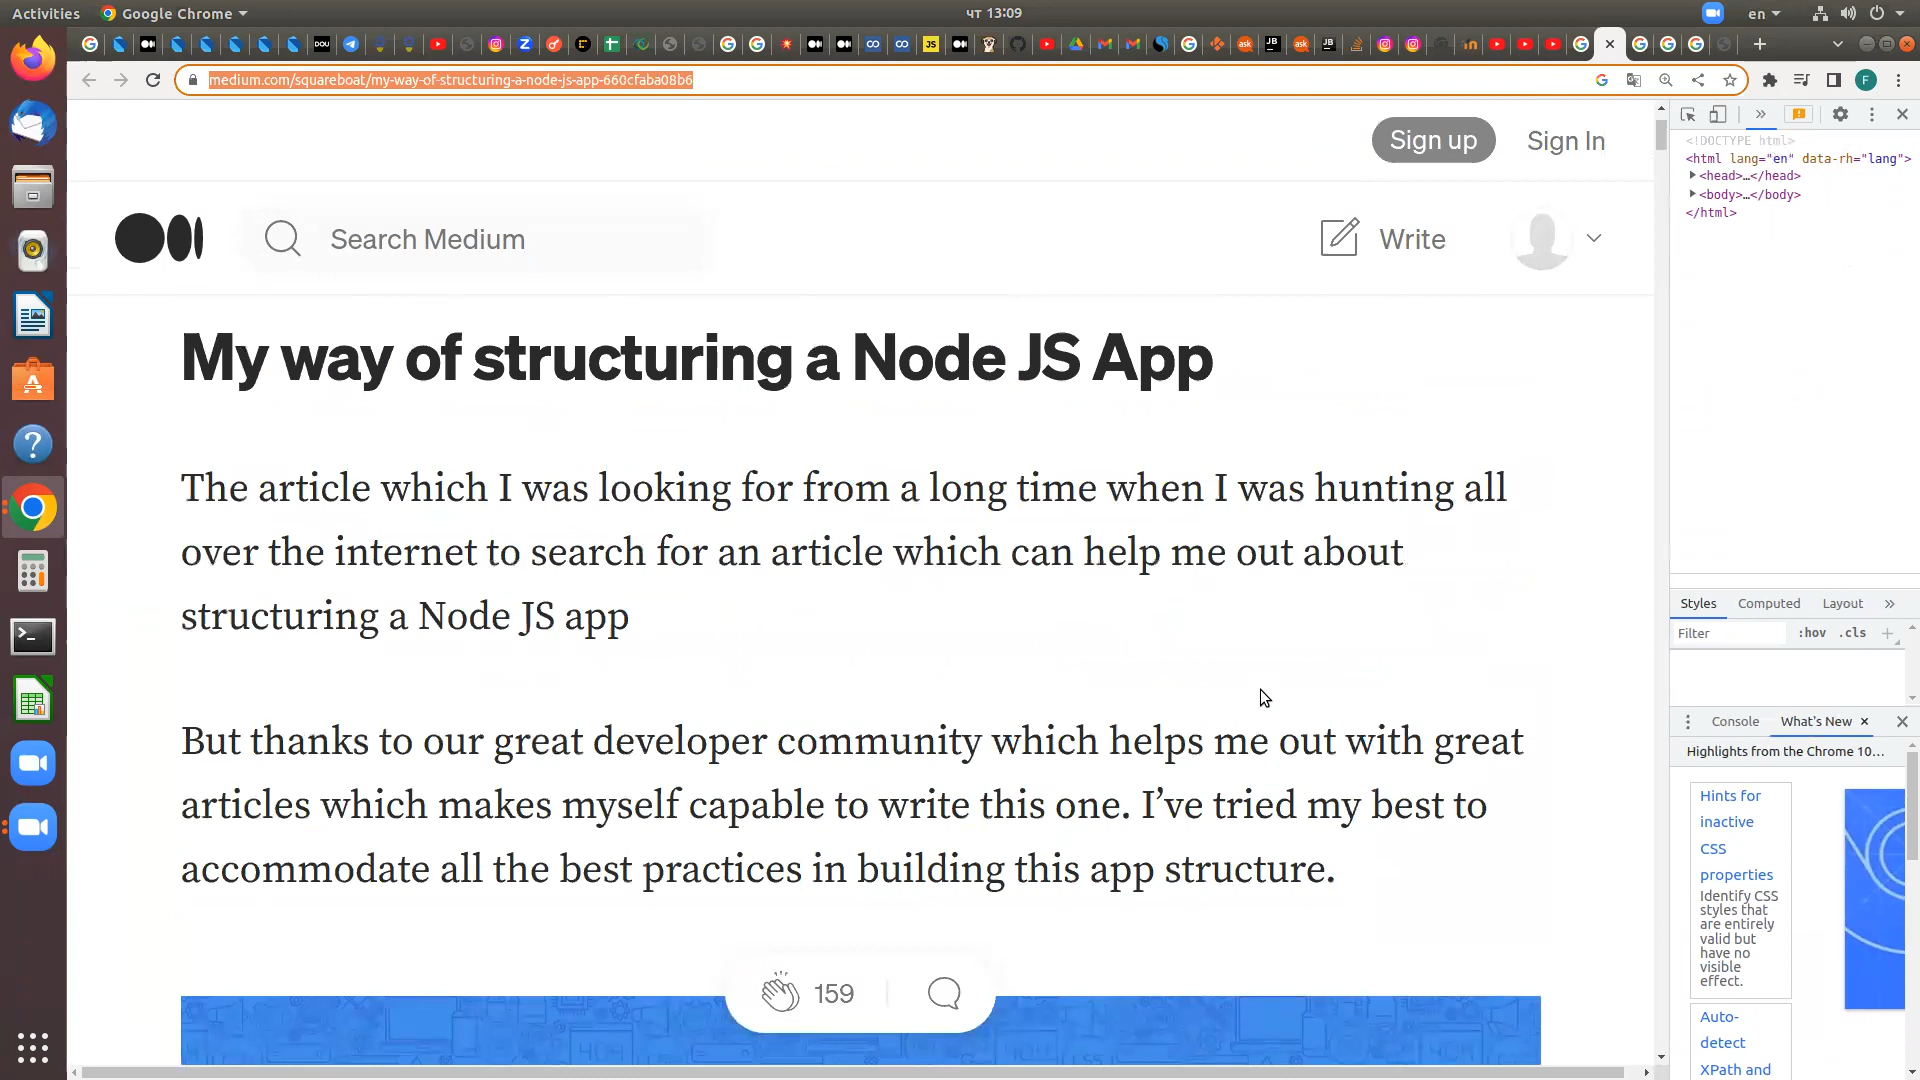 Activities
Google Chrome
чт 13:09
en
medium.com/squareboat/my-way-of-structuring-a-node-js-app-660cfaba08b6
F
Sign up
Sign In
Search Medium
Write
My way of structuring a Node JS App
The article which I was looking for from a long time when I was hunting all
over the internet to search for an article which can help me out about
structuring a Node JS app
But thanks to our great developer community which helps me out with great
articles which makes myself capable to write this one. I’ve tried my best to
accommodate all the best practices in building this app structure.
159
<!DOCTYPE html>
<html lang="en" data-rh="lang">
<head>…</head>
<body>…</body>
</html>
Styles
Computed
Layout
Filter
:hov
.cls
Console
What's New
Highlights from the Chrome 10…
Hints for
inactive
CSS
properties
Identify CSS
styles that
are entirely
valid but
have no
visible
effect.
Auto-
detect
XPath and